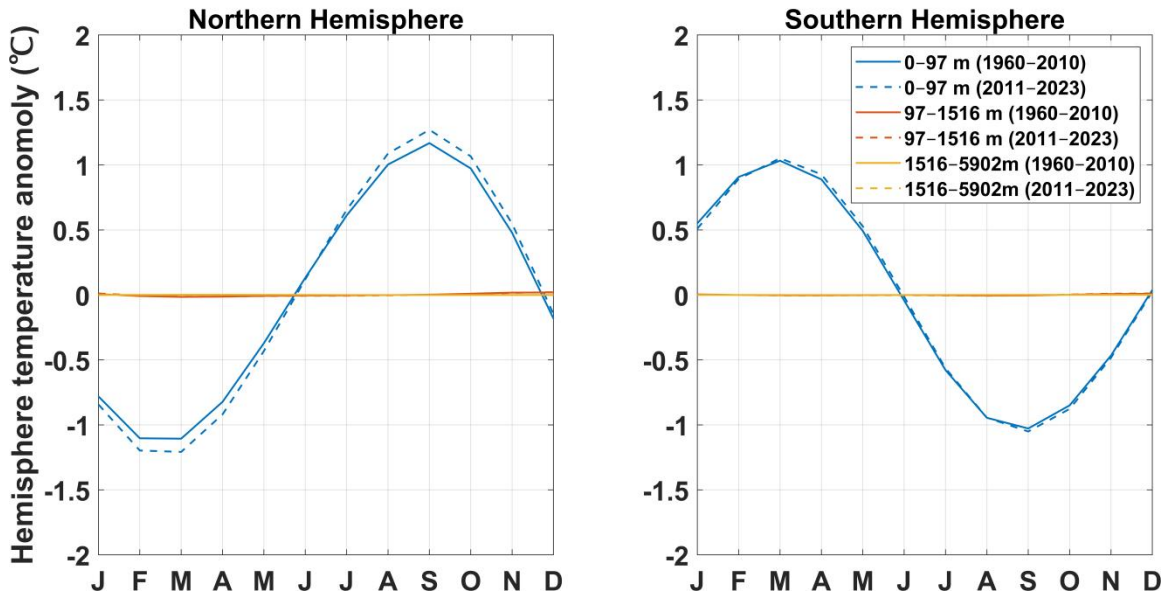 Northern Hemisphere
Hemisphere temperature anomoly (℃)
2
1.5
1
0.5
0
-0.5
-1
-1.5
-2
J F M A M J J A S O N D
Southern Hemisphere
2
1.5
1
0.5
0
-0.5
-1
-1.5
-2
0−97 m (1960−2010)
0−97 m (2011−2023)
97−1516 m (1960−2010)
97−1516 m (2011−2023)
1516−5902m (1960−2010)
1516−5902m (2011−2023)
J F M A M J J A S O N D